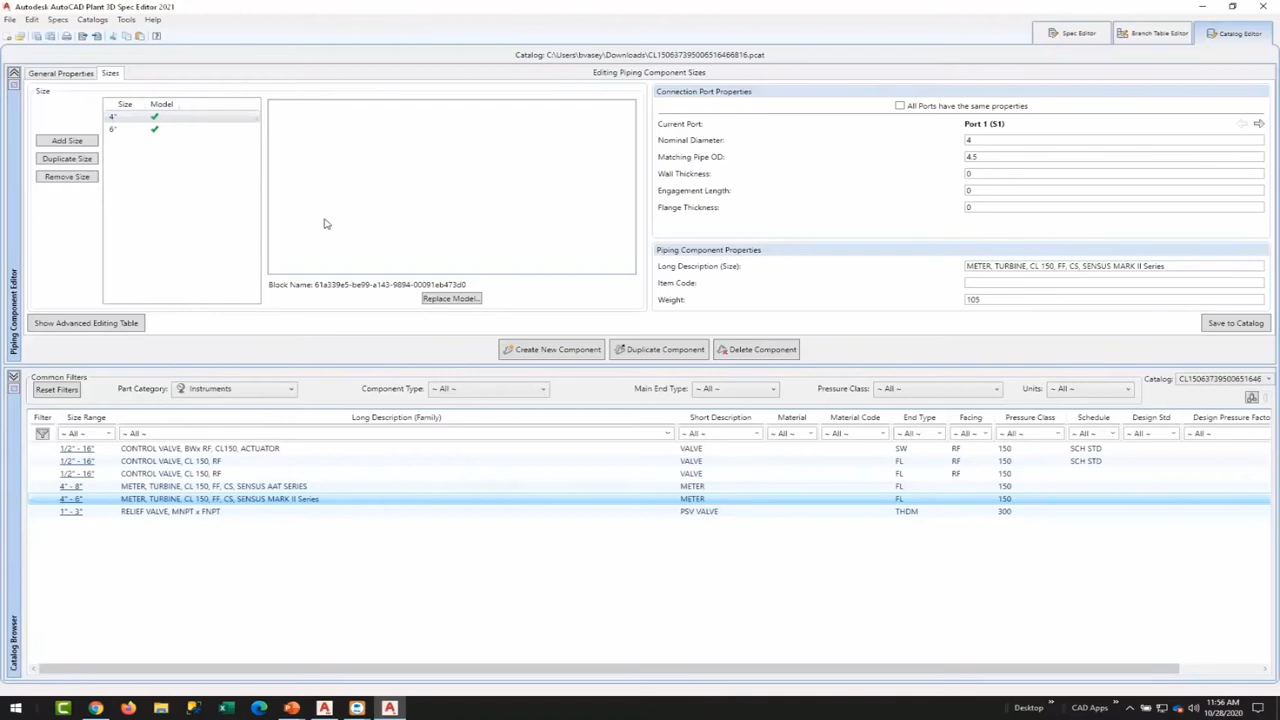 Autodesk AutoCAD Plant 3D Spec Editor 2021
File Edit Specs Catalogs Tools Help
Spec Editor Branch Table Editor Catalog Editor
Catalog: C:\Users\bvasey\Downloads\CL150637395006516466816.pcat
General Properties Sizes Editing Piping Component Sizes
Size
Size Model
4"
6"
Add Size
Duplicate Size
Remove Size
Block Name: 61a339e5-be99-a143-9894-00091eb473d0
Replace Model...
Show Advanced Editing Table
Piping Component Editor
Connection Port Properties
All Ports have the same properties
Current Port: Port 1 (S1)
Nominal Diameter: 4
Matching Pipe OD: 4.5
Wall Thickness: 0
Engagement Length: 0
Flange Thickness: 0
Piping Component Properties
Long Description (Size): METER, TURBINE, CL 150, FF, CS, SENSUS MARK II Series
Item Code:
Weight: 105
Save to Catalog
Create New Component Duplicate Component Delete Component
Common Filters
Reset Filters Part Category: Instruments Component Type: ~ All ~ Main End Type: ~ All ~ Pressure Class: ~ All ~ Units: ~ All ~ Catalog: CL15063739500651646
Filter Size Range Long Description (Family) Short Description Material Material Code End Type Facing Pressure Class Schedule Design Std Design Pressure Facto
~ All ~ ~ All ~ ~ All ~ ~ All ~ ~ All ~ ~ All ~ ~ All ~ ~ All ~ ~ All ~ ~ All ~ ~ All ~
1/2" - 16" CONTROL VALVE, BWx RF, CL150, ACTUATOR VALVE SW RF 150 SCH STD
1/2" - 16" CONTROL VALVE, CL 150, RF VALVE FL RF 150 SCH STD
1/2" - 16" CONTROL VALVE, CL 150, RF VALVE FL RF 150
4" - 8" METER, TURBINE, CL 150, FF, CS, SENSUS AAT SERIES METER FL 150
4" - 6" METER, TURBINE, CL 150, FF, CS, SENSUS MARK II Series METER FL 150
1" - 3" RELIEF VALVE, MNPT x FNPT PSV VALVE THDM 300
Catalog Browser
Desktop CAD Apps 11:56 AM
10/28/2020